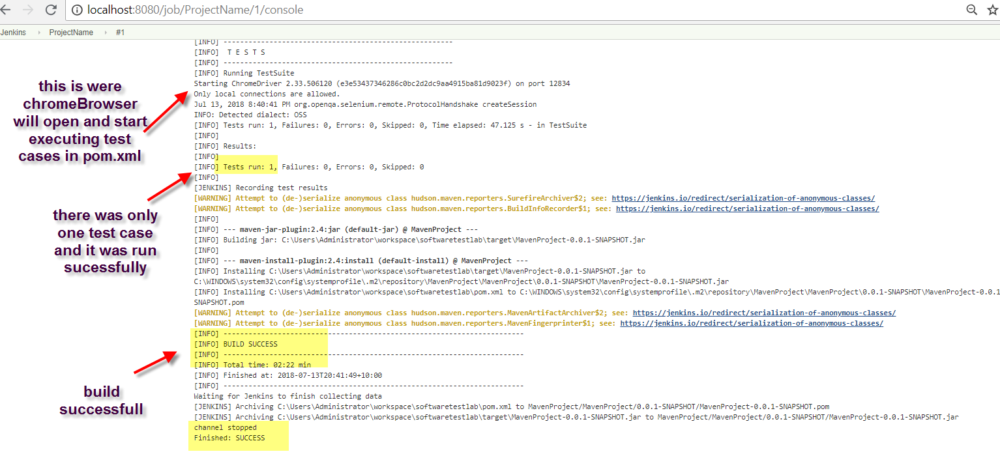 localhost:8080/job/ProjectName/1/console
Jenkins ProjectName #1
[INFO] -------------------------------------------------------
[INFO]  T E S T S
[INFO] -------------------------------------------------------
[INFO] Running TestSuite
Starting ChromeDriver 2.33.506120 (e3e53437346286c0bc2d2dc9aa4915ba81d9023f) on port 12834
Only local connections are allowed.
Jul 13, 2018 8:40:41 PM org.openqa.selenium.remote.ProtocolHandshake createSession
INFO: Detected dialect: OSS
[INFO] Tests run: 1, Failures: 0, Errors: 0, Skipped: 0, Time elapsed: 47.125 s - in TestSuite
[INFO]
[INFO] Results:
[INFO]
[INFO] Tests run: 1, Failures: 0, Errors: 0, Skipped: 0
[INFO]
[JENKINS] Recording test results
[WARNING] Attempt to (de-)serialize anonymous class hudson.maven.reporters.SurefireArchiver$2; see: https://jenkins.io/redirect/serialization-of-anonymous-classes/
[WARNING] Attempt to (de-)serialize anonymous class hudson.maven.reporters.BuildInfoRecorder$1; see: https://jenkins.io/redirect/serialization-of-anonymous-classes/
[INFO]
[INFO] --- maven-jar-plugin:2.4:jar (default-jar) @ MavenProject ---
[INFO] Building jar: C:\Users\Administrator\workspace\softwaretestlab\target\MavenProject-0.0.1-SNAPSHOT.jar
[INFO]
[INFO] --- maven-install-plugin:2.4:install (default-install) @ MavenProject ---
[INFO] Installing C:\Users\Administrator\workspace\softwaretestlab\target\MavenProject-0.0.1-SNAPSHOT.jar to
C:\WINDOWS\system32\config\systemprofile\.m2\repository\MavenProject\MavenProject\0.0.1-SNAPSHOT\MavenProject-0.0.1-SNAPSHOT.jar
[INFO] Installing C:\Users\Administrator\workspace\softwaretestlab\pom.xml to C:\WINDOWS\system32\config\systemprofile\.m2\repository\MavenProject\MavenProject\0.0.1-SNAPSHOT\MavenProject-0.0.1
SNAPSHOT.pom
[WARNING] Attempt to (de-)serialize anonymous class hudson.maven.reporters.MavenArtifactArchiver$2; see: https://jenkins.io/redirect/serialization-of-anonymous-classes/
[WARNING] Attempt to (de-)serialize anonymous class hudson.maven.reporters.MavenFingerprinter$1; see: https://jenkins.io/redirect/serialization-of-anonymous-classes/
[INFO] ------------------------------------------------------------------------
[INFO] BUILD SUCCESS
[INFO] ------------------------------------------------------------------------
[INFO] Total time: 02:22 min
[INFO] Finished at: 2018-07-13T20:41:49+10:00
[INFO] ------------------------------------------------------------------------
Waiting for Jenkins to finish collecting data
[JENKINS] Archiving C:\Users\Administrator\workspace\softwaretestlab\pom.xml to MavenProject/MavenProject/0.0.1-SNAPSHOT/MavenProject-0.0.1-SNAPSHOT.pom
[JENKINS] Archiving C:\Users\Administrator\workspace\softwaretestlab\target\MavenProject-0.0.1-SNAPSHOT.jar to MavenProject/MavenProject/0.0.1-SNAPSHOT/MavenProject-0.0.1-SNAPSHOT.jar
channel stopped
Finished: SUCCESS
this is were
chromeBrowser
will open and start
executing test
cases in pom.xml
there was only
one test case
and it was run
sucessfully
build
successfull